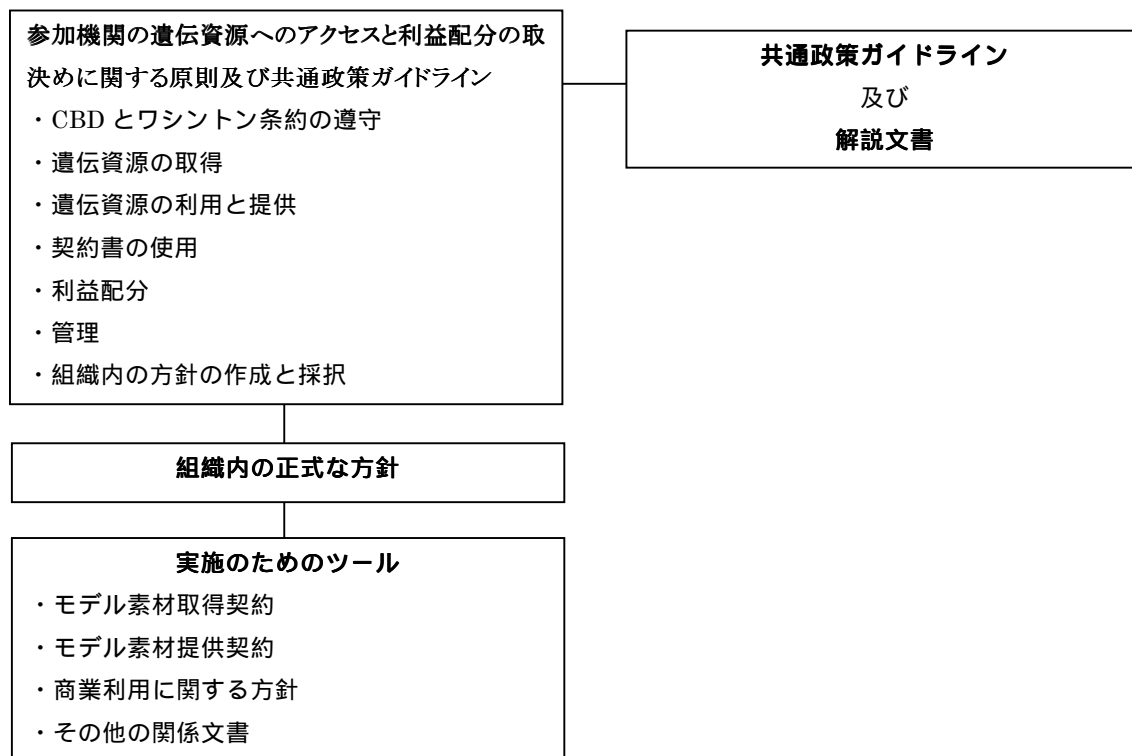 参加機関の遺伝資源へのアクセスと利益配分の取
決めに関する原則及び共通政策ガイドライン
・CBD とワシントン条約の遵守
・遺伝資源の取得
・遺伝資源の利用と提供
・契約書の使用
・利益配分
・管理
・組織内の方針の作成と採択
共通政策ガイドライン
及び
解説文書
組織内の正式な方針
実施のためのツール
・モデル素材取得契約
・モデル素材提供契約
・商業利用に関する方針
・その他の関係文書